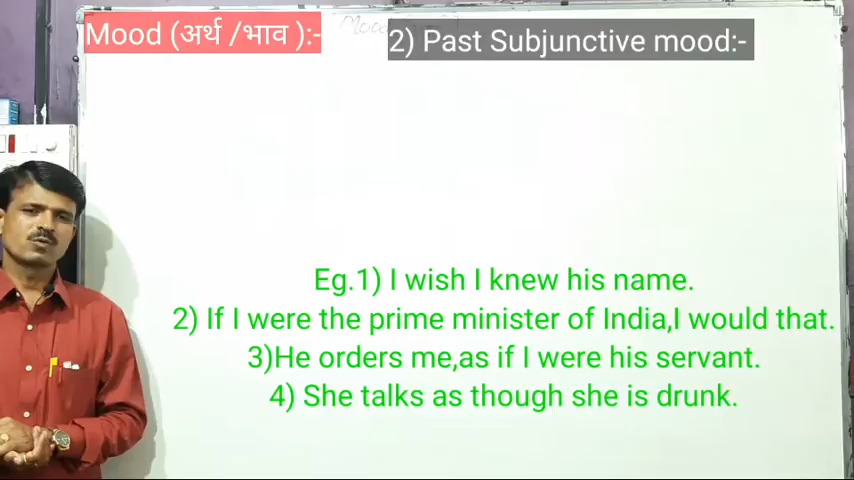 Mood (अर्थ /भाव ):-
Mood
2) Past Subjunctive mood:-
Eg.1) I wish I knew his name.
2) If I were the prime minister of India,I would that.
3)He orders me,as if I were his servant.
4) She talks as though she is drunk.